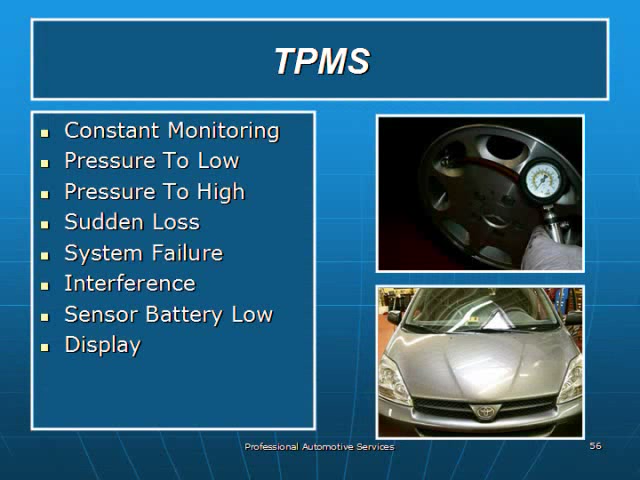 TPMS
Constant Monitoring
Pressure To Low
Pressure To High
Sudden Loss
System Failure
Interference
Sensor Battery Low
Display
Professional Automotive Services
56